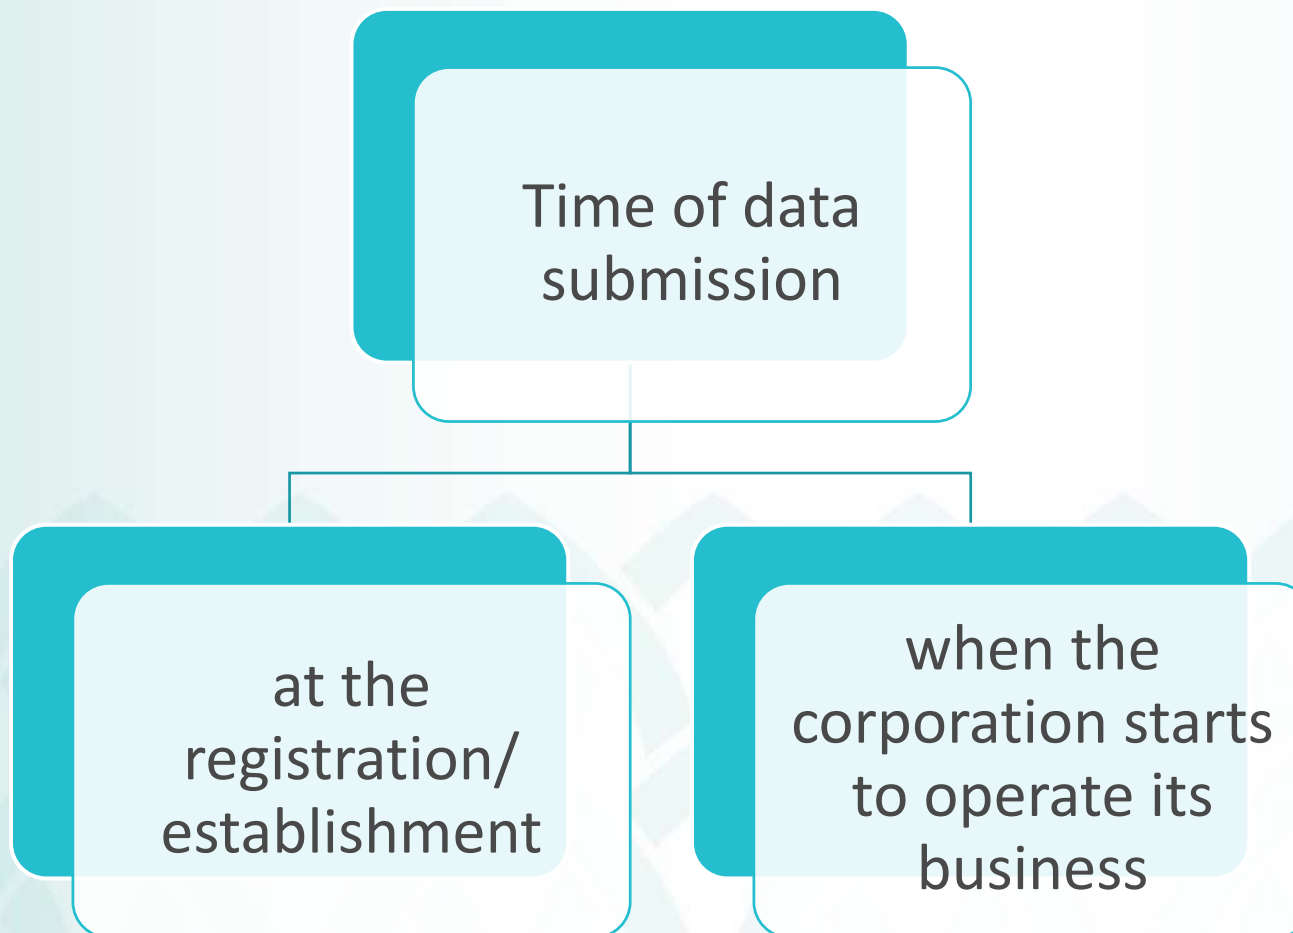 Time of data
submission
at the
registration/
establishment
when the
corporation starts
to operate its
business